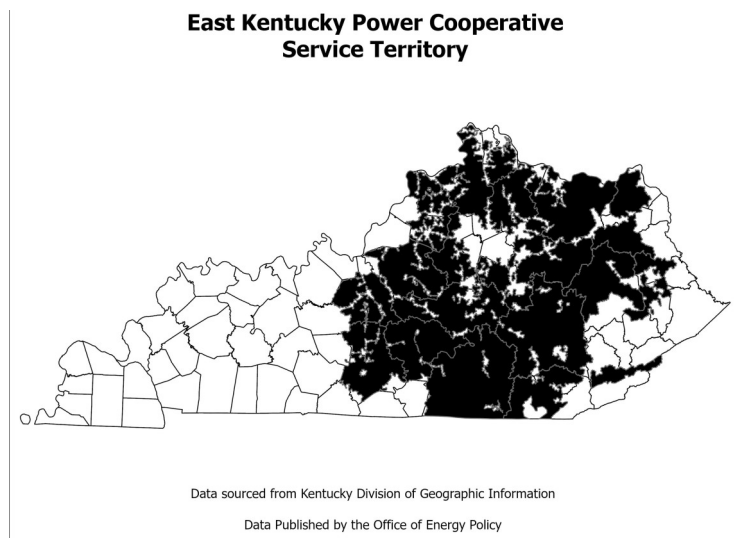 East Kentucky Power Cooperative
Service Territory
Data sourced from Kentucky Division of Geographic Information
Data Published by the Office of Energy Policy